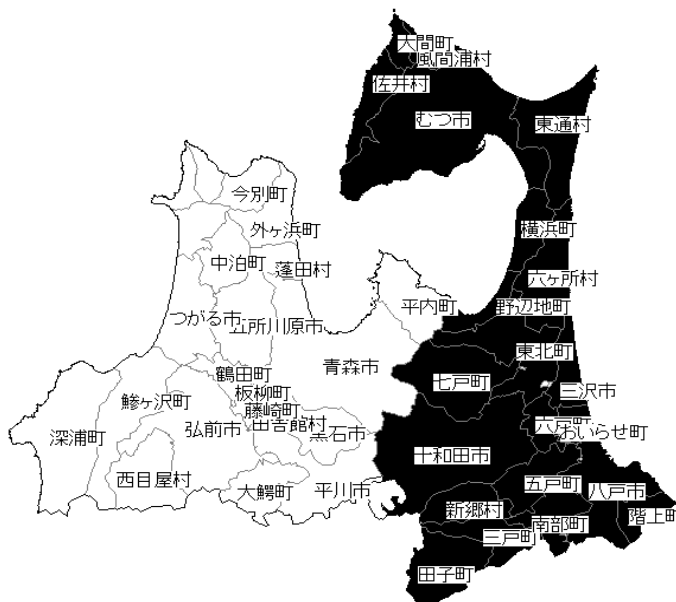 大間町
風間浦村
佐井村
むつ市
東通村
今別町
外ヶ浜町
横浜町
中泊町
蓬田村
六ヶ所村
平内町
野辺地町
つがる市
五所川原市
東北町
青森市
鶴田町
七戸町
三沢市
板柳町
鰺ヶ沢町
藤崎町
田舎館村
六戸町
おいらせ町
深浦町
弘前市
黒石市
十和田市
西目屋村
五戸町
大鰐町
平川市
八戸市
新郷村
階上町
南部町
三戸町
田子町